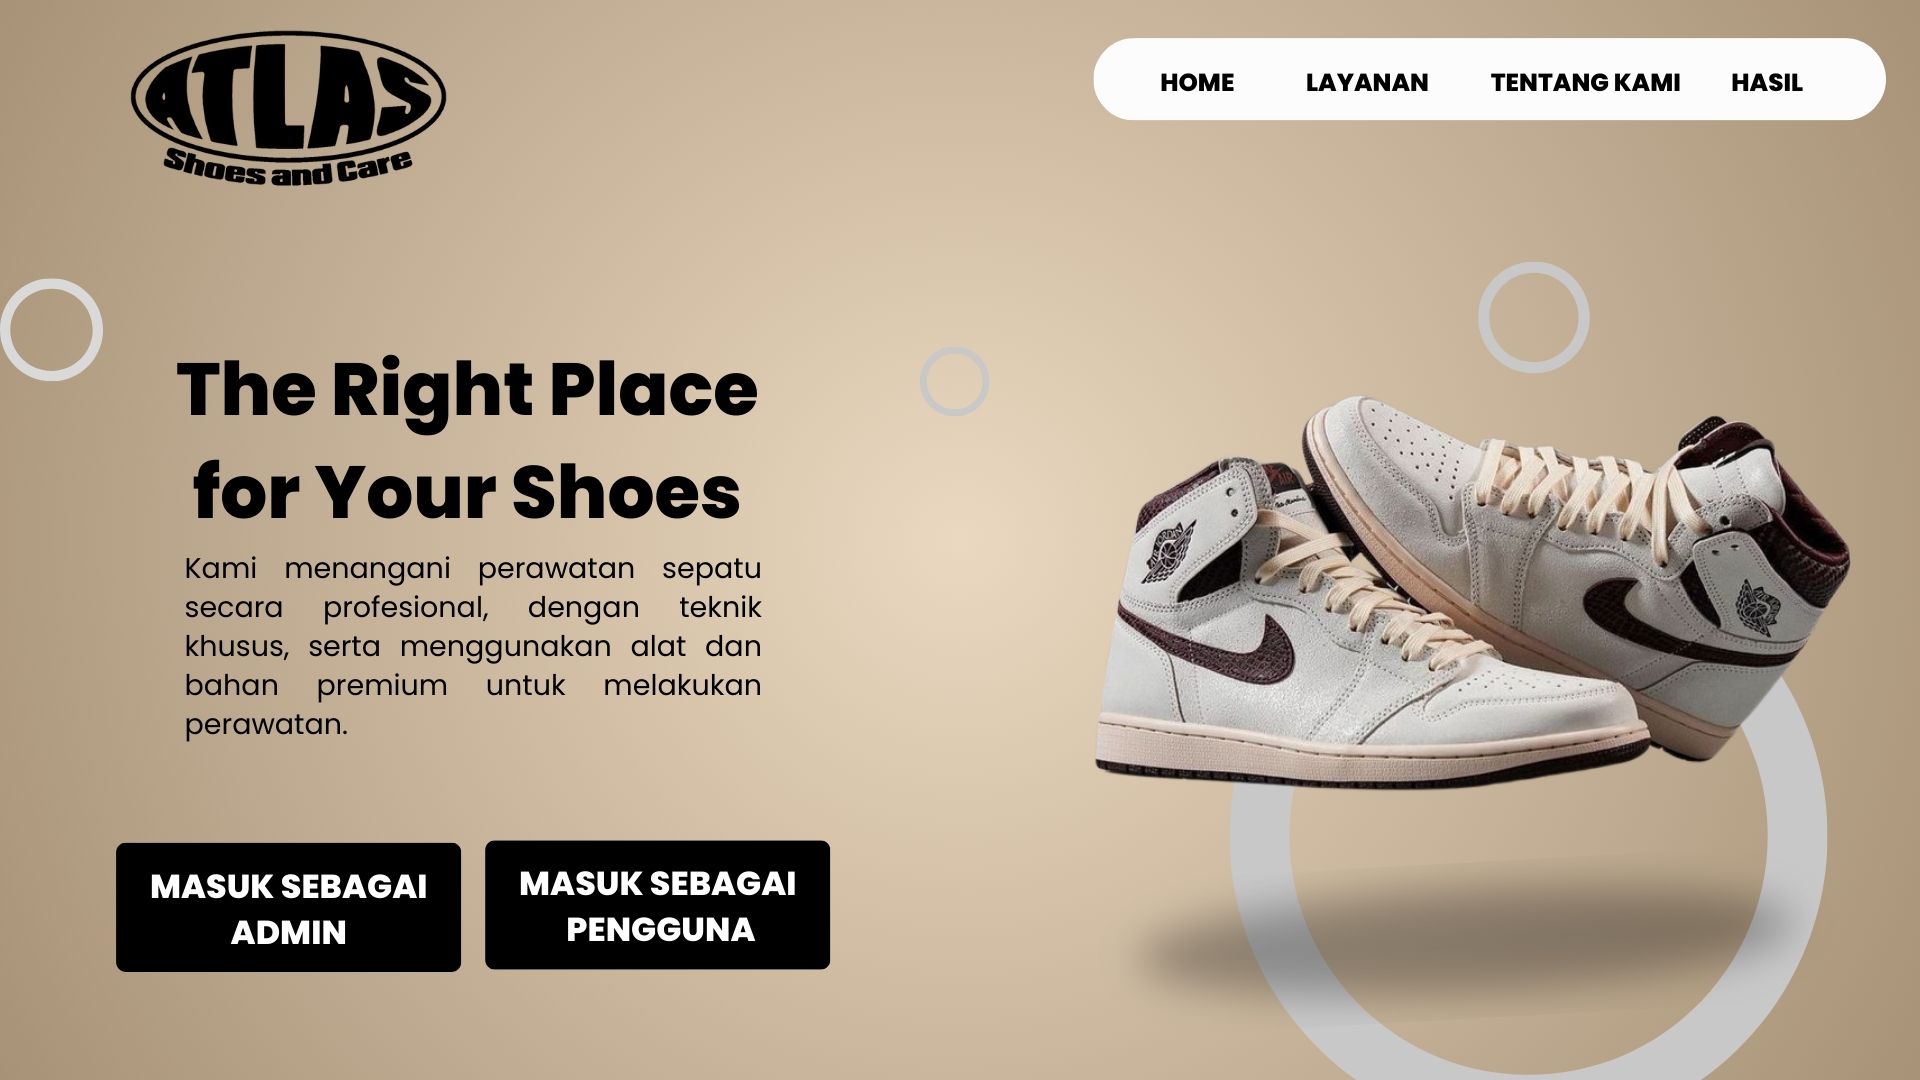 ATLAS
Shoes and Care
HOME LAYANAN TENTANG KAMI HASIL
The Right Place
for Your Shoes
Kami menangani perawatan sepatu
secara profesional, dengan teknik
khusus, serta menggunakan alat dan
bahan premium untuk melakukan
perawatan.
MASUK SEBAGAI
ADMIN
MASUK SEBAGAI
PENGGUNA